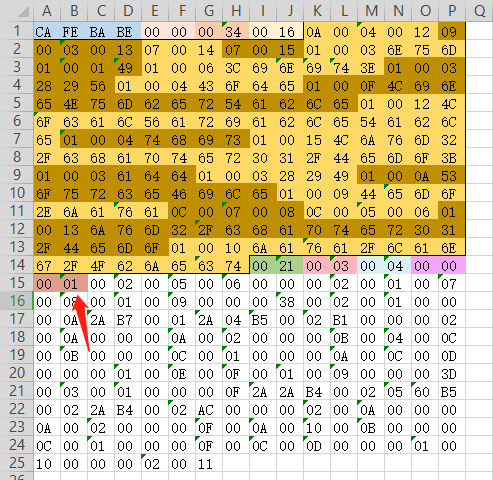 A B C D E F G H I J K L M N O P
1 CA FE BA BE 00 00 00 34 00 16 0A 00 04 00 12 09
2 00 03 00 13 07 00 14 07 00 15 01 00 03 6E 75 6D
3 01 00 01 49 01 00 06 3C 69 6E 69 74 3E 01 00 03
4 28 29 56 01 00 04 43 6F 64 65 01 00 0F 4C 69 6E
5 65 4E 75 6D 62 65 72 54 61 62 6C 65 01 00 12 4C
6 6F 63 61 6C 56 61 72 69 61 62 6C 65 54 61 62 6C
7 65 01 00 04 74 68 69 73 01 00 15 4C 6A 76 6D 32
8 2F 63 68 61 70 74 65 72 30 31 2F 44 65 6D 6F 3B
9 01 00 03 61 64 64 01 00 03 28 29 49 01 00 0A 53
10 6F 75 72 63 65 46 69 6C 65 01 00 09 44 65 6D 6F
11 2E 6A 61 76 61 0C 00 07 00 08 0C 00 05 00 06 01
12 00 13 6A 76 6D 32 2F 63 68 61 70 74 65 72 30 31
13 2F 44 65 6D 6F 01 00 10 6A 61 76 61 2F 6C 61 6E
14 67 2F 4F 62 6A 65 63 74 00 21 00 03 00 04 00 00
15 00 01 00 02 00 05 00 06 00 00 00 02 00 01 00 07
16 00 08 00 01 00 09 00 00 00 38 00 02 00 01 00 00
17 00 0A 2A B7 00 01 2A 04 B5 00 02 B1 00 00 00 02
18 00 0A 00 00 00 0A 00 02 00 00 00 0B 00 04 00 0C
19 00 0B 00 00 00 0C 00 01 00 00 00 0A 00 0C 00 0D
20 00 00 00 01 00 0E 00 0F 00 01 00 09 00 00 00 3D
21 00 03 00 01 00 00 00 0F 2A 2A B4 00 02 05 60 B5
22 00 02 2A B4 00 02 AC 00 00 00 02 00 0A 00 00 00
23 0A 00 02 00 00 00 0F 00 0A 00 10 00 0B 00 00 00
24 0C 00 01 00 00 00 0F 00 0C 00 0D 00 00 00 01 00
25 10 00 00 00 02 00 11